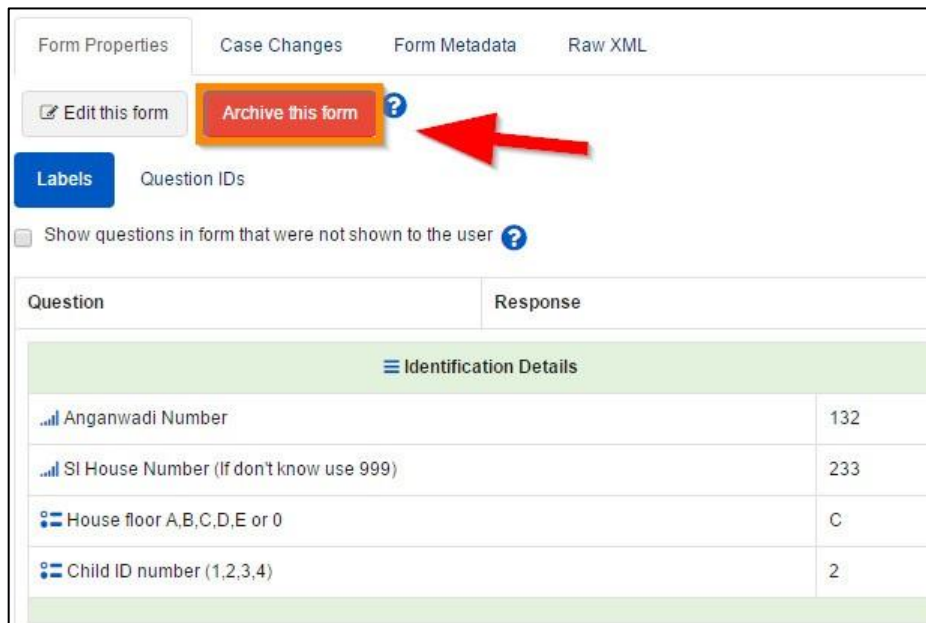 Form Properties Case Changes Form Metadata Raw XML
Edit this form Archive this form ?
Labels Question IDs
Show questions in form that were not shown to the user ?
Question Response
Identification Details
Anganwadi Number 132
SI House Number (If don't know use 999) 233
House floor A,B,C,D,E or 0 C
Child ID number (1,2,3,4) 2